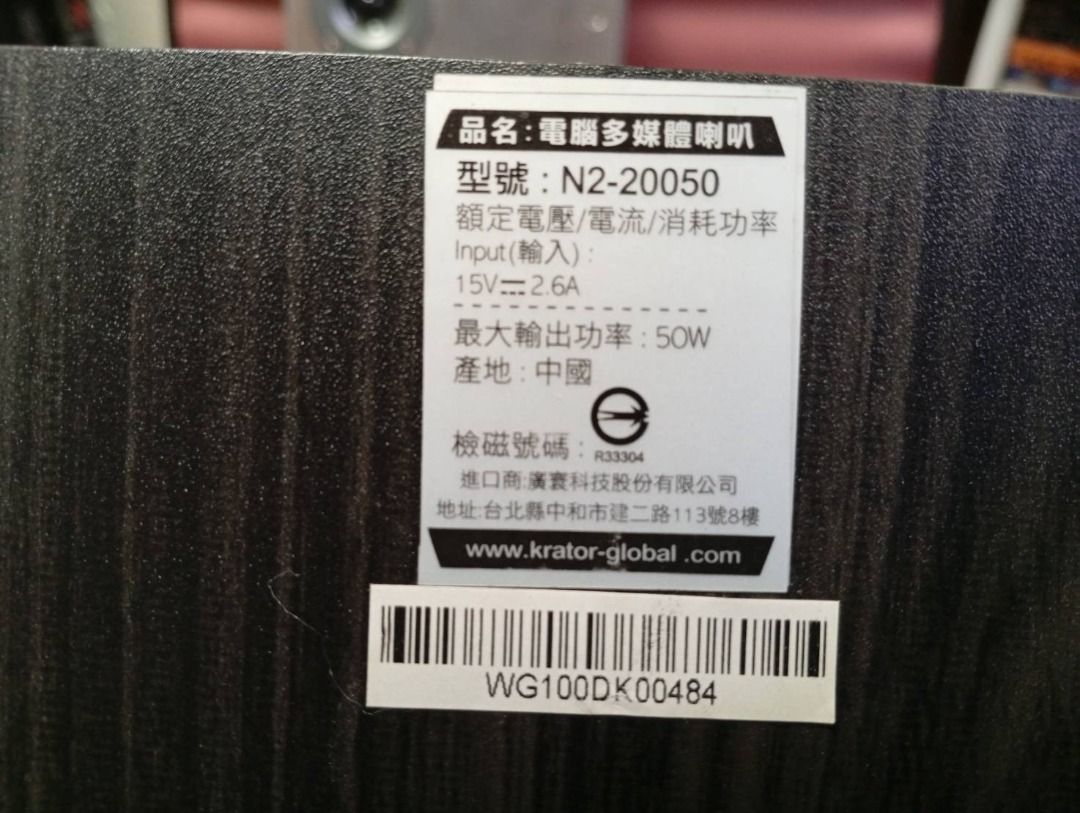 品名:電腦多媒體喇叭
型號：N2-20050
額定電壓/電流/消耗功率
Input(輸入)：
15V⎓2.6A
最大輸出功率：50W
產地：中國
檢磁號碼：R33304
進口商:廣寰科技股份有限公司
地址:台北縣中和市建二路113號8樓
www.krator-global .com
WG100DK00484